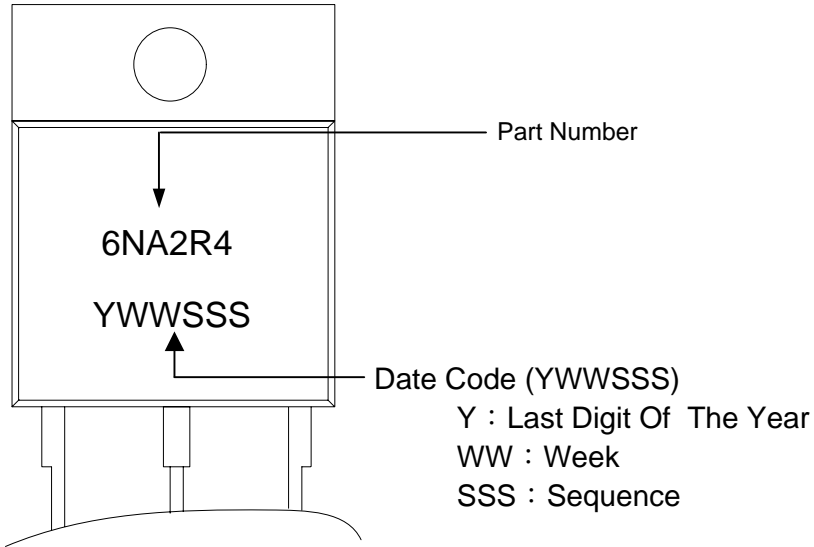 Part Number
6NA2R4
YWWSSS
Date Code (YWWSSS)
Y：Last Digit Of The Year
WW：Week
SSS：Sequence